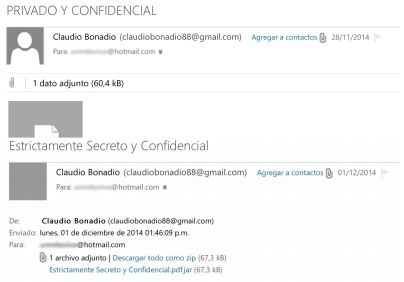 PRIVADO Y CONFIDENCIAL
Claudio Bonadio (claudiobonadio88@gmail.com) Agregar a contactos 28/11/2014
Para: @hotmail.com
1 dato adjunto (60,4 kB)
Estrictamente Secreto y Confidencial
Claudio Bonadio (claudiobonadio88@gmail.com) Agregar a contactos 01/12/2014
Para: @hotmail.com
De: Claudio Bonadio (claudiobonadio88@gmail.com)
Enviado: lunes, 01 de diciembre de 2014 01:46:09 p.m.
Para: @hotmail.com
1 archivo adjunto | Descargar todo como zip (67,3 kB)
Estrictamente Secreto y Confidencial.pdf.jar (67,3 kB)